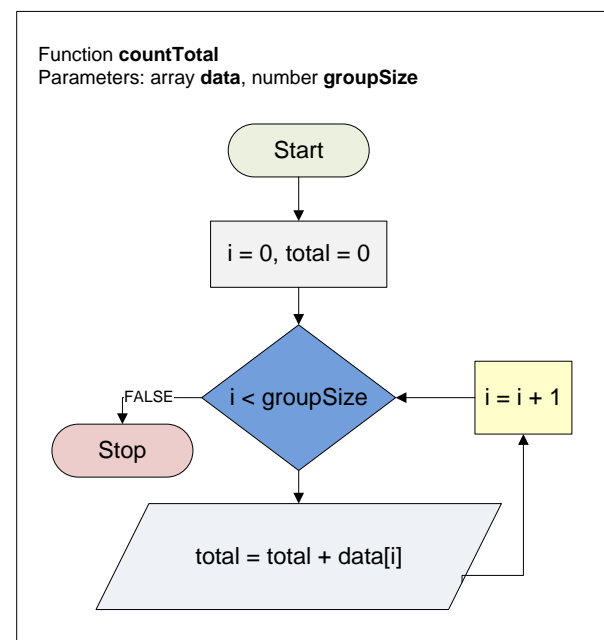 Function countTotal
Parameters: array data, number groupSize
Start
i = 0, total = 0
i < groupSize
FALSE
i = i + 1
Stop
total = total + data[i]